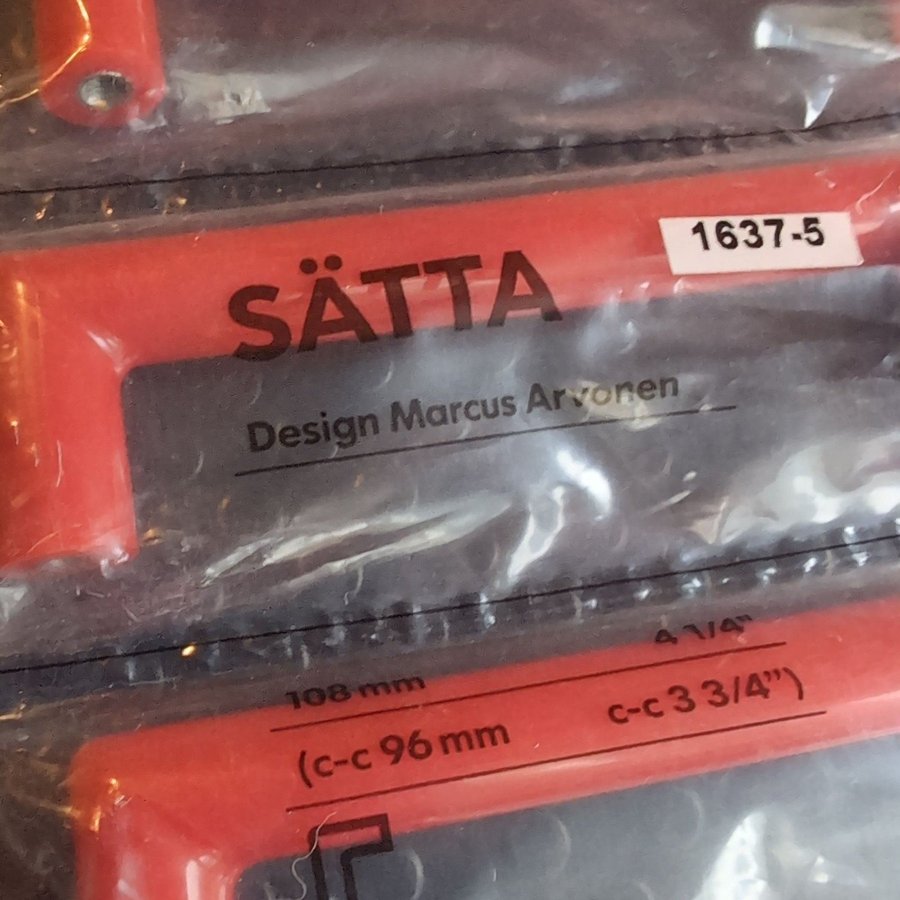 1637-5
SÄTTA
Design Marcus Arvonen
108 mm 4 1/4"
(c-c 96 mm c-c 3 3/4")